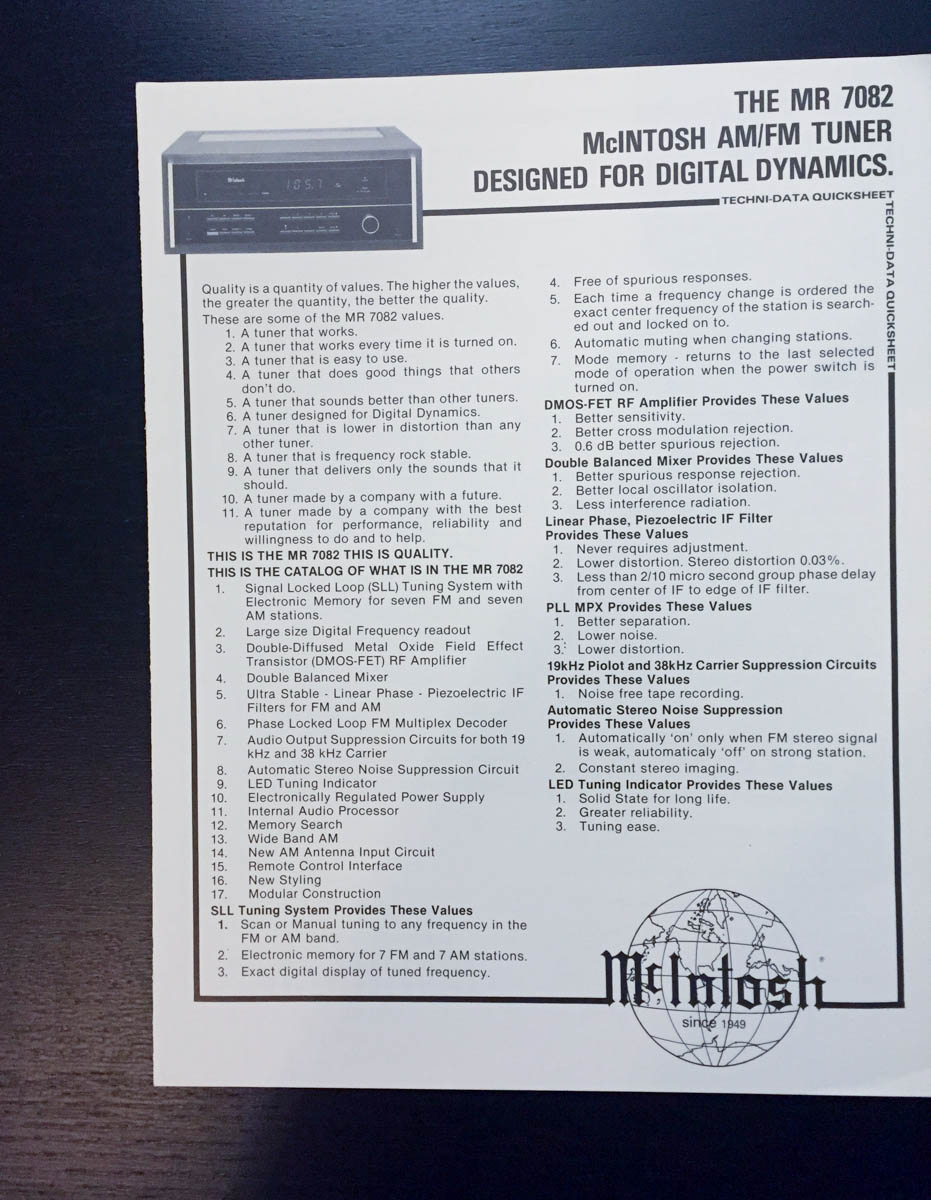 THE MR 7082
McINTOSH AM/FM TUNER
DESIGNED FOR DIGITAL DYNAMICS.
TECHNI-DATA QUICKSHEET
TECHNI-DATA QUICKSHEET
McIntosh
105.7
Quality is a quantity of values. The higher the values,
the greater the quantity, the better the quality.
These are some of the MR 7082 values.
1. A tuner that works.
2. A tuner that works every time it is turned on.
3. A tuner that is easy to use.
4. A tuner that does good things that others
don't do.
5. A tuner that sounds better than other tuners.
6. A tuner designed for Digital Dynamics.
7. A tuner that is lower in distortion than any
other tuner.
8. A tuner that is frequency rock stable.
9. A tuner that delivers only the sounds that it
should.
10. A tuner made by a company with a future.
11. A tuner made by a company with the best
reputation for performance, reliability and
willingness to do and to help.
THIS IS THE MR 7082 THIS IS QUALITY.
THIS IS THE CATALOG OF WHAT IS IN THE MR 7082
1. Signal Locked Loop (SLL) Tuning System with
Electronic Memory for seven FM and seven
AM stations.
2. Large size Digital Frequency readout
3. Double-Diffused Metal Oxide Field Effect
Transistor (DMOS-FET) RF Amplifier
4. Double Balanced Mixer
5. Ultra Stable - Linear Phase - Piezoelectric IF
Filters for FM and AM
6. Phase Locked Loop FM Multiplex Decoder
7. Audio Output Suppression Circuits for both 19
kHz and 38 kHz Carrier
8. Automatic Stereo Noise Suppression Circuit
9. LED Tuning Indicator
10. Electronically Regulated Power Supply
11. Internal Audio Processor
12. Memory Search
13. Wide Band AM
14. New AM Antenna Input Circuit
15. Remote Control Interface
16. New Styling
17. Modular Construction
SLL Tuning System Provides These Values
1. Scan or Manual tuning to any frequency in the
FM or AM band.
2. Electronic memory for 7 FM and 7 AM stations.
3. Exact digital display of tuned frequency.
4. Free of spurious responses.
5. Each time a frequency change is ordered the
exact center frequency of the station is search-
ed out and locked on to.
6. Automatic muting when changing stations.
7. Mode memory - returns to the last selected
mode of operation when the power switch is
turned on.
DMOS-FET RF Amplifier Provides These Values
1. Better sensitivity.
2. Better cross modulation rejection.
3. 0.6 dB better spurious rejection.
Double Balanced Mixer Provides These Values
1. Better spurious response rejection.
2. Better local oscillator isolation.
3. Less interference radiation.
Linear Phase, Piezoelectric IF Filter
Provides These Values
1. Never requires adjustment.
2. Lower distortion. Stereo distortion 0.03%.
3. Less than 2/10 micro second group phase delay
from center of IF to edge of IF filter.
PLL MPX Provides These Values
1. Better separation.
2. Lower noise.
3. Lower distortion.
19kHz Piolot and 38kHz Carrier Suppression Circuits
Provides These Values
1. Noise free tape recording.
Automatic Stereo Noise Suppression
Provides These Values
1. Automatically 'on' only when FM stereo signal
is weak, automaticaly 'off' on strong station.
2. Constant stereo imaging.
LED Tuning Indicator Provides These Values
1. Solid State for long life.
2. Greater reliability.
3. Tuning ease.
McIntosh®
since 1949